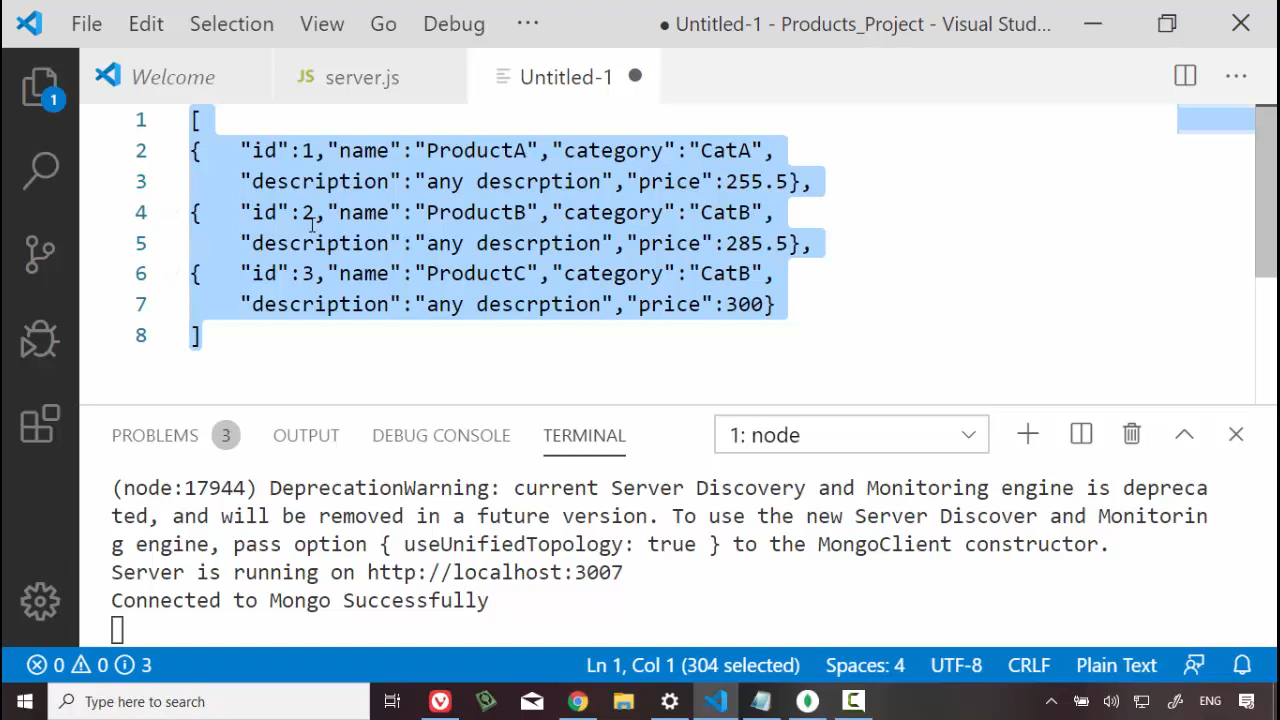 File Edit Selection View Go Debug ··· ● Untitled-1 - Products_Project - Visual Stud...
Welcome JS server.js Untitled-1 ●
1 [
2 { "id":1,"name":"ProductA","category":"CatA",
3 "description":"any descrption","price":255.5},
4 { "id":2,"name":"ProductB","category":"CatB",
5 "description":"any descrption","price":285.5},
6 { "id":3,"name":"ProductC","category":"CatB",
7 "description":"any descrption","price":300}
8 ]
1
PROBLEMS 3 OUTPUT DEBUG CONSOLE TERMINAL 1: node
(node:17944) DeprecationWarning: current Server Discovery and Monitoring engine is depreca
ted, and will be removed in a future version. To use the new Server Discover and Monitorin
g engine, pass option { useUnifiedTopology: true } to the MongoClient constructor.
Server is running on http://localhost:3007
Connected to Mongo Successfully
0 0 3 Ln 1, Col 1 (304 selected) Spaces: 4 UTF-8 CRLF Plain Text
Type here to search ENG